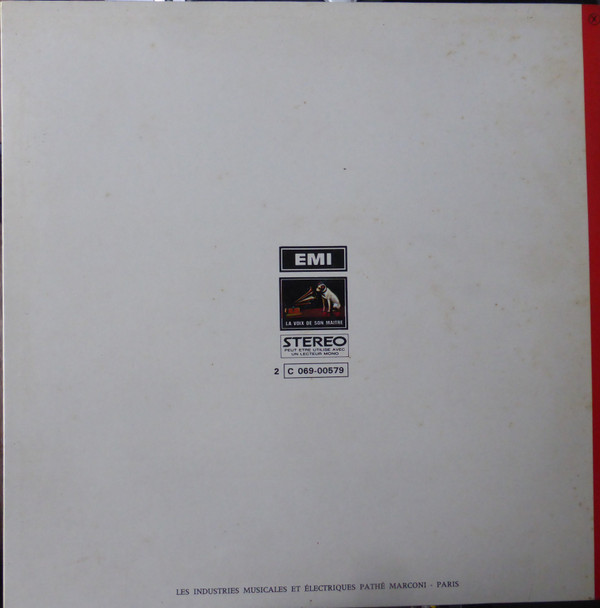 X
EMI
LA VOIX DE SON MAITRE
STEREO
PEUT ETRE UTILISE AVEC
UN LECTEUR MONO
2 C 069-00579
LES INDUSTRIES MUSICALES ET ÉLECTRIQUES PATHÉ MARCONI - PARIS